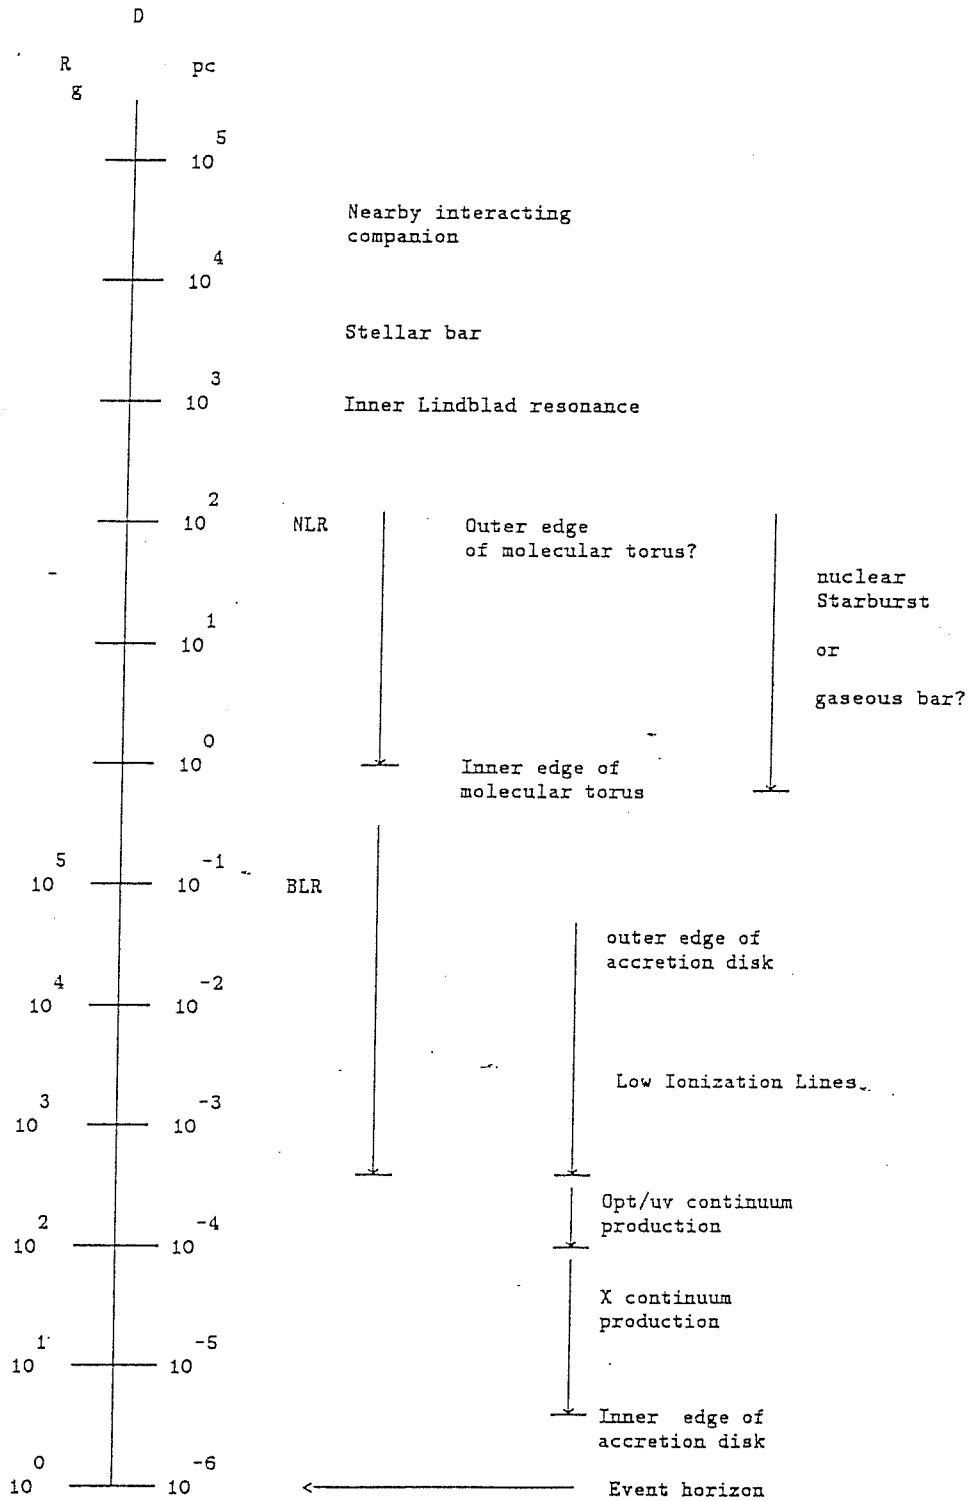 D
R pc
g
5
10
Nearby interacting
companion
4
10
Stellar bar
3
10
Inner Lindblad resonance
2
10 NLR Outer edge
of molecular torus?
nuclear
Starburst
1
10
or
gaseous bar?
0
10 Inner edge of
molecular torus
5 -1
10 10 BLR
outer edge of
accretion disk
4 -2
10 10
Low Ionization Lines
3 -3
10 10
Opt/uv continuum
production
2 -4
10 10
X continuum
production
1 -5
10 10
Inner edge of
accretion disk
0 -6
10 10 Event horizon